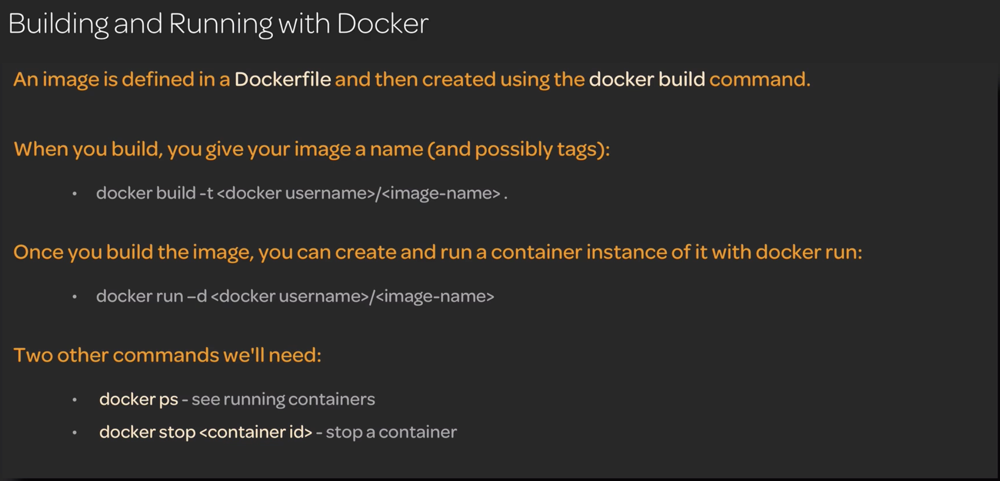 Building and Running with Docker
An image is defined in a Dockerfile and then created using the docker build command.
When you build, you give your image a name (and possibly tags):
• docker build -t <docker username>/<image-name> .
Once you build the image, you can create and run a container instance of it with docker run:
• docker run –d <docker username>/<image-name>
Two other commands we'll need:
• docker ps - see running containers
• docker stop <container id> - stop a container